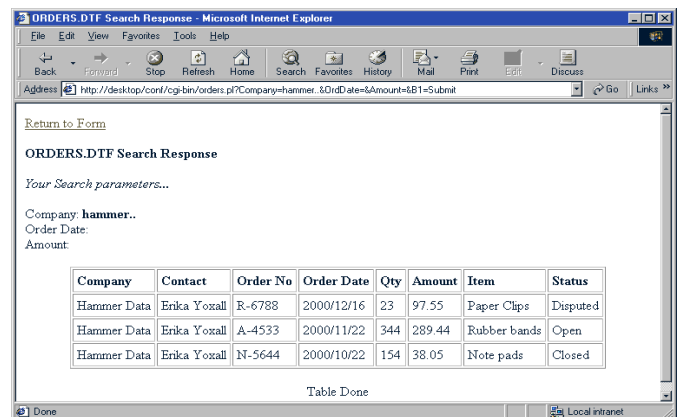 ORDERS.DTF Search Response - Microsoft Internet Explorer
File Edit View Favorites Tools Help
Back Forward Stop Refresh Home Search Favorites History Mail Print Edit Discuss
Address http://desktop/conf/cgi-bin/orders.pl?Company=hammer..&OrdDate=&Amount=&B1=Submit Go Links »
Return to Form
ORDERS.DTF Search Response
Your Search parameters...
Company: hammer..
Order Date:
Amount:
Company Contact Order No Order Date Qty Amount Item Status
Hammer Data Erika Yoxall R-6788 2000/12/16 23 97.55 Paper Clips Disputed
Hammer Data Erika Yoxall A-4533 2000/11/22 344 289.44 Rubber bands Open
Hammer Data Erika Yoxall N-5644 2000/10/22 154 38.05 Note pads Closed
Table Done
Done Local intranet